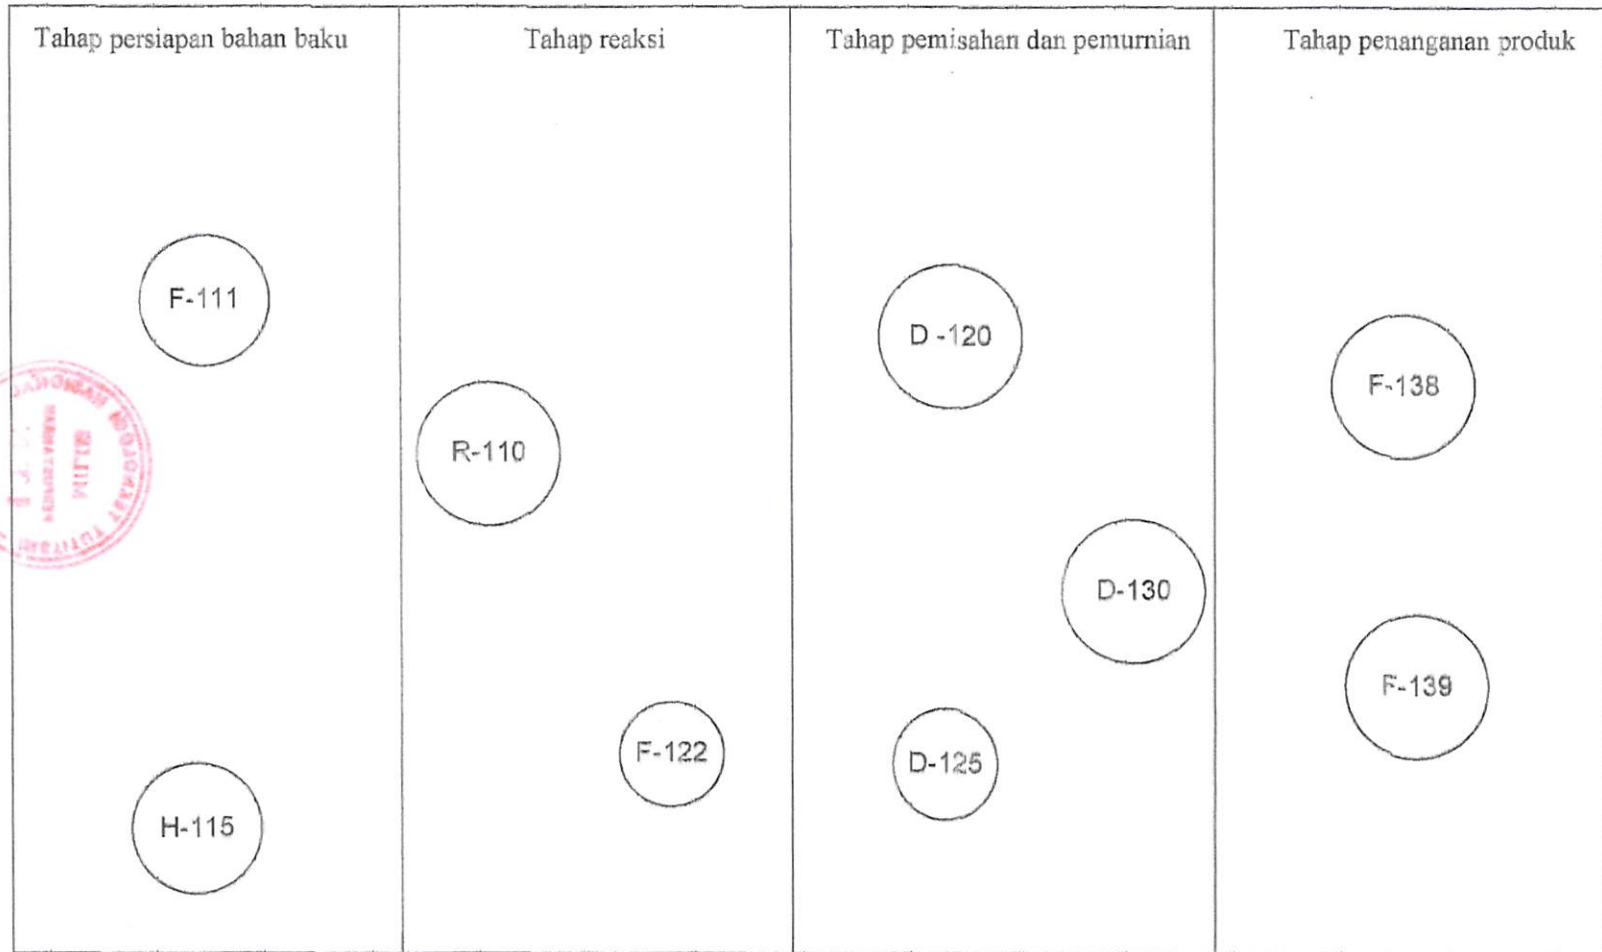 Tahap persiapan bahan baku
Tahap reaksi
Tahap pemisahan dan pemurnian
Tahap penanganan produk
F-111
D -120
F-138
R-110
D-130
F-139
F-122
D-125
H-115